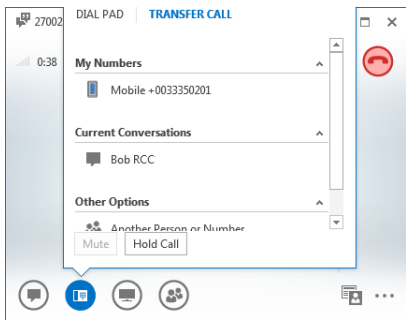 27002
DIAL PAD TRANSFER CALL
0:38
My Numbers
Mobile +0033350201
Current Conversations
Bob RCC
Other Options
Another Person or Number
Mute Hold Call